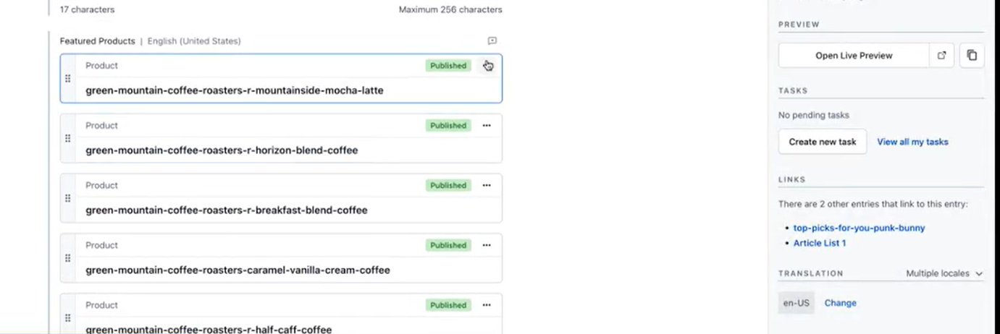 17 characters
Maximum 256 characters
Featured Products | English (United States)
Product
Published
green-mountain-coffee-roasters-r-mountainside-mocha-latte
Product
Published
green-mountain-coffee-roasters-r-horizon-blend-coffee
Product
Published
green-mountain-coffee-roasters-r-breakfast-blend-coffee
Product
Published
green-mountain-coffee-roasters-caramel-vanilla-cream-coffee
Product
Published
green-mountain-coffee-roasters-r-half-caff-coffee
PREVIEW
Open Live Preview
TASKS
No pending tasks
Create new task
View all my tasks
LINKS
There are 2 other entries that link to this entry:
• top-picks-for-you-punk-bunny
• Article List 1
TRANSLATION
Multiple locales
en-US
Change